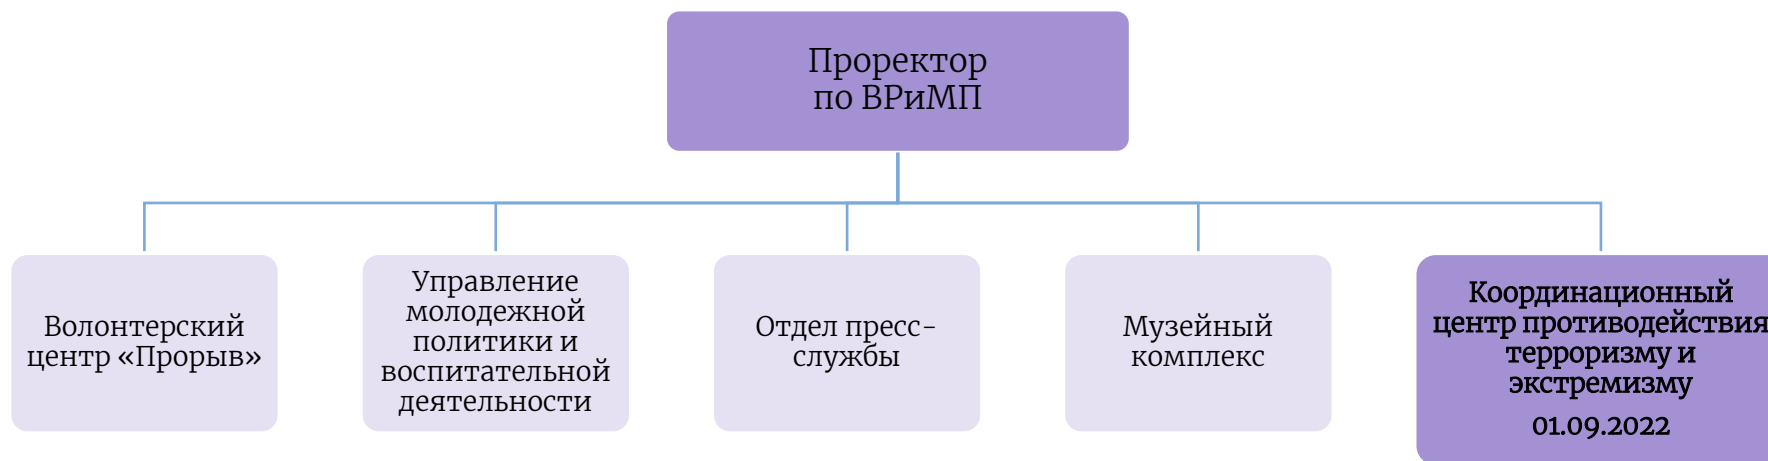 Проректор
по ВРиМП
Волонтерский
центр «Прорыв»
Управление
молодежной
политики и
воспитательной
деятельности
Отдел пресс-
службы
Музейный
комплекс
Координационный
центр противодействия
терроризму и
экстремизму
01.09.2022